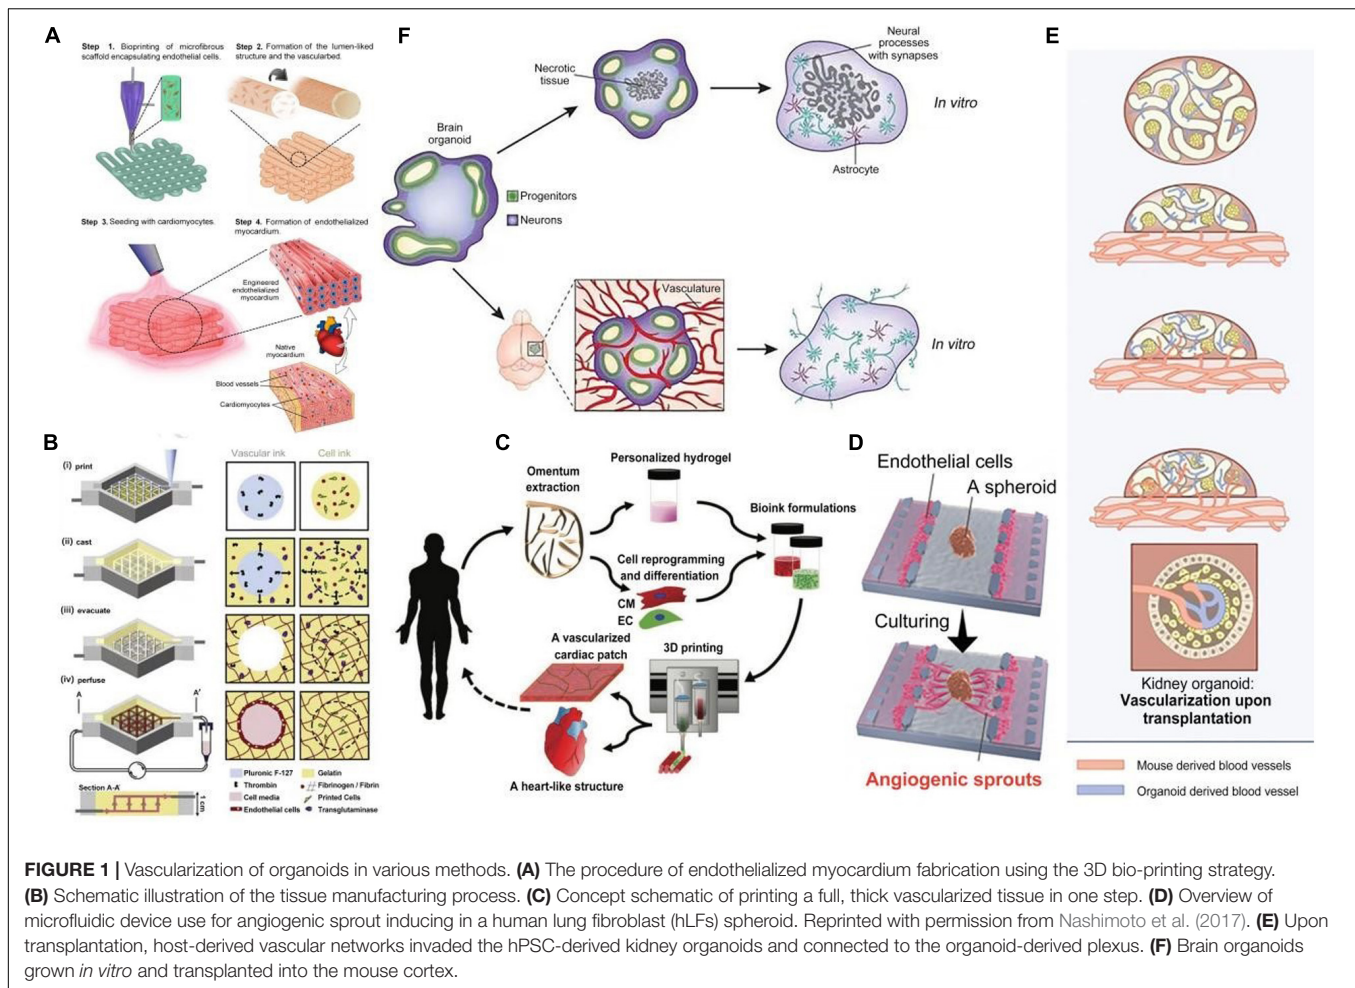 A
Step 1. Bioprinting of microfibrous
scaffold encapsulating endothelial cells.
Step 2. Formation of the lumen-liked
structure and the vascularbed.
Step 3. Seeding with cardiomyocytes.
Step 4. Formation of endothelialized
myocardium.
Engineered
endothelialized
myocardium
Native
myocardium
Blood vessels
Cardiomyocytes
F
Brain
organoid
Necrotic
tissue
Neural
processes
with synapses
In vitro
Astrocyte
Progenitors
Neurons
Vasculature
In vitro
E
Kidney organoid:
Vascularization upon
transplantation
Mouse derived blood vessels
Organoid derived blood vessel
B
(i) print
(ii) cast
(iii) evacuate
(iv) perfuse
A
A'
Section A-A'
1 cm
Vascular ink
Cell ink
Pluronic F-127
Gelatin
Thrombin
Fibrinogen / Fibrin
Cell media
Printed Cells
Endothelial cells
Transglutaminase
C
Omentum
extraction
Personalized hydrogel
Bioink formulations
Cell reprogramming
and differentiation
CM
EC
A vascularized
cardiac patch
3D printing
A heart-like structure
D
Endothelial cells
A spheroid
Culturing
Angiogenic sprouts
FIGURE 1 | Vascularization of organoids in various methods. (A) The procedure of endothelialized myocardium fabrication using the 3D bio-printing strategy.
(B) Schematic illustration of the tissue manufacturing process. (C) Concept schematic of printing a full, thick vascularized tissue in one step. (D) Overview of
microfluidic device use for angiogenic sprout inducing in a human lung fibroblast (hLFs) spheroid. Reprinted with permission from Nashimoto et al. (2017). (E) Upon
transplantation, host-derived vascular networks invaded the hPSC-derived kidney organoids and connected to the organoid-derived plexus. (F) Brain organoids
grown in vitro and transplanted into the mouse cortex.